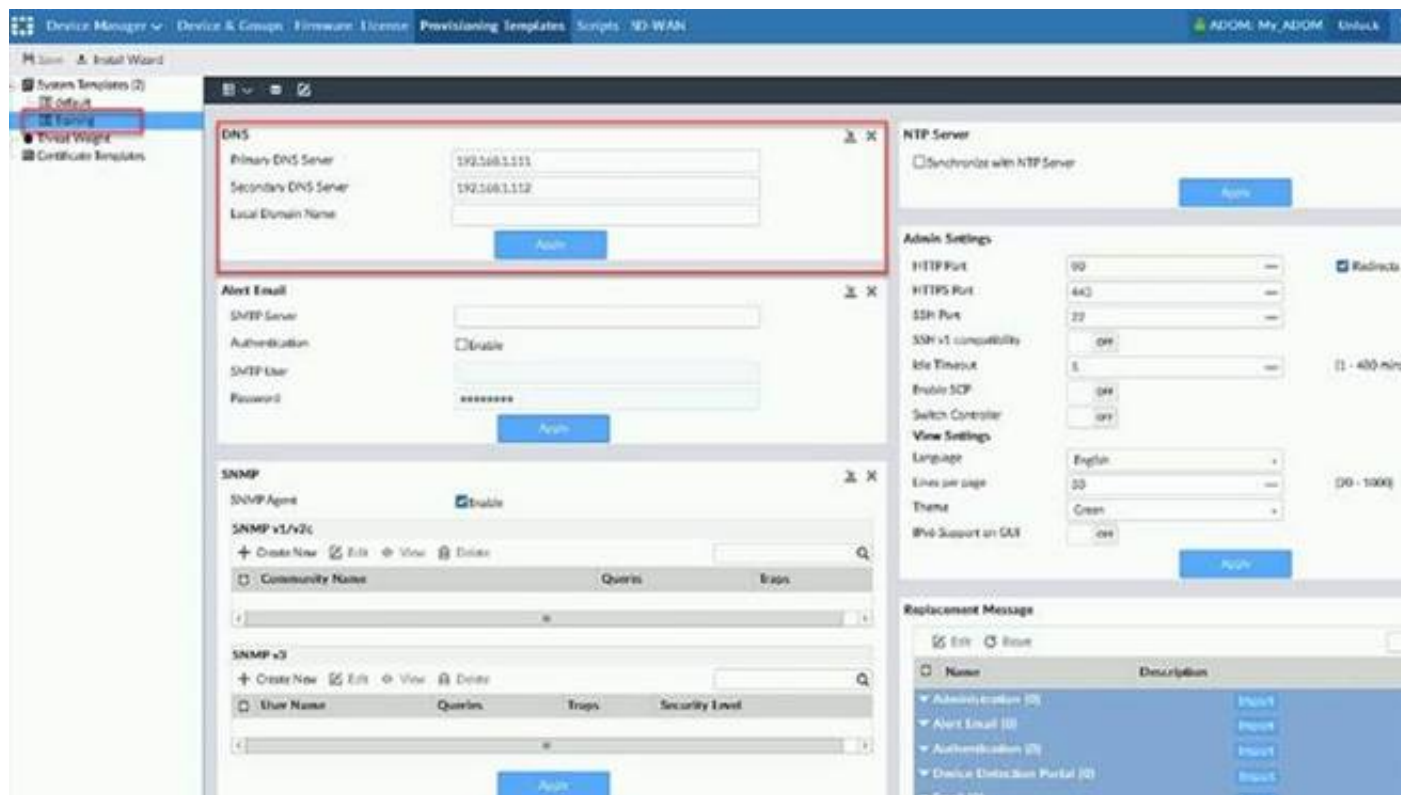 Device Manager Device & Groups Firmware License Provisioning Templates Scripts SD-WAN ADOM: My_ADOM Unlock
Save Install Wizard
System Templates (2)
default
Training
Threat Weight
Certificate Templates
DNS
Primary DNS Server 192.168.1.111
Secondary DNS Server 192.168.1.112
Local Domain Name
Apply
Alert Email
SMTP Server
Authentication Enable
SMTP User
Password ********
Apply
SNMP
SNMP Agent Enable
SNMP v1/v2c
+ Create New Edit View Delete
Community Name Queries Traps
SNMP v3
+ Create New Edit View Delete
User Name Queries Traps Security Level
Apply
NTP Server
Synchronize with NTP Server
Apply
Admin Settings
HTTP Port Redirects
HTTPS Port 443
SSH Port 22
SSH v1 compatibility OFF
Idle Timeout 5 (1 - 480 min
Enable SCP OFF
Switch Controller OFF
View Settings
Language English
Lines per page [20 - 1000]
Theme Green
IPv6 Support on GUI OFF
Apply
Replacement Message
Edit Reset
Name Description
Administration (0) Import
Alert Email (0) Import
Authentication (0) Import
Device Detection Portal (0) Import